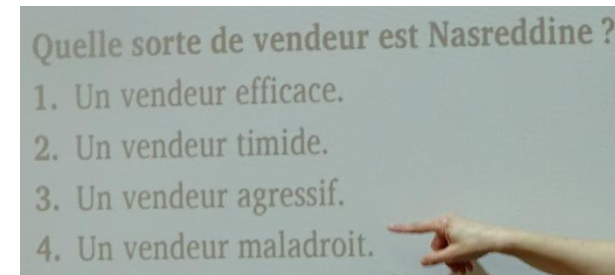 Quelle sorte de vendeur est Nasreddine ?
1. Un vendeur efficace.
2. Un vendeur timide.
3. Un vendeur agressif.
4. Un vendeur maladroit.